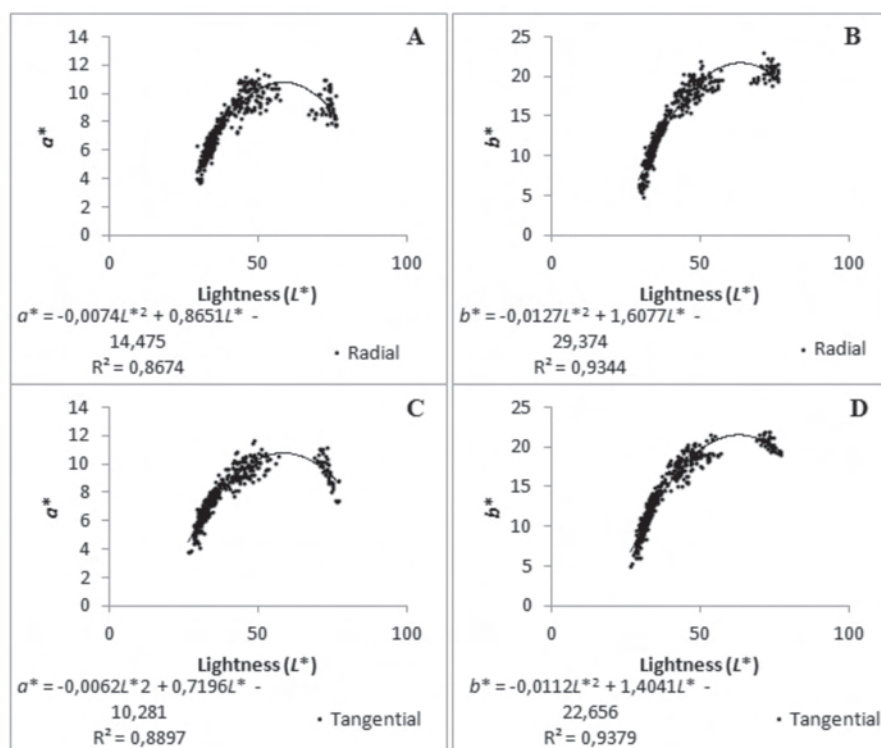 A
14
12
10
8
6
4
2
0
a*
0 50 100
Lightness (L*)
a* = -0,0074L*² + 0,8651L* -
14,475
R² = 0,8674
• Radial
B
25
20
15
10
5
0
b*
0 50 100
Lightness (L*)
b* = -0,0127L*² + 1,6077L* -
29,374
R² = 0,9344
• Radial
C
14
12
10
8
6
4
2
0
a*
0 50 100
Lightness (L*)
a* = -0,0062L*2 + 0,7196L* -
10,281
R² = 0,8897
• Tangential
D
25
20
15
10
5
0
b*
0 50 100
Lightness (L*)
b* = -0,0112L*² + 1,4041L* -
22,656
R² = 0,9379
• Tangential